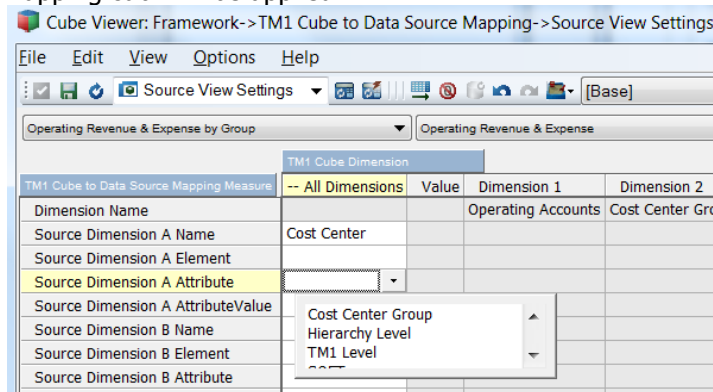 Cube Viewer: Framework->TM1 Cube to Data Source Mapping->Source View Settings
File Edit View Options Help
Source View Settings [Base]
Operating Revenue & Expense by Group Operating Revenue & Expense
TM1 Cube Dimension
TM1 Cube to Data Source Mapping Measure -- All Dimensions Value Dimension 1 Dimension 2
Dimension Name Operating Accounts Cost Center Gro
Source Dimension A Name Cost Center
Source Dimension A Element
Source Dimension A Attribute
Source Dimension A AttributeValue
Cost Center Group
Source Dimension B Name
Hierarchy Level
Source Dimension B Element
TM1 Level
Source Dimension B Attribute